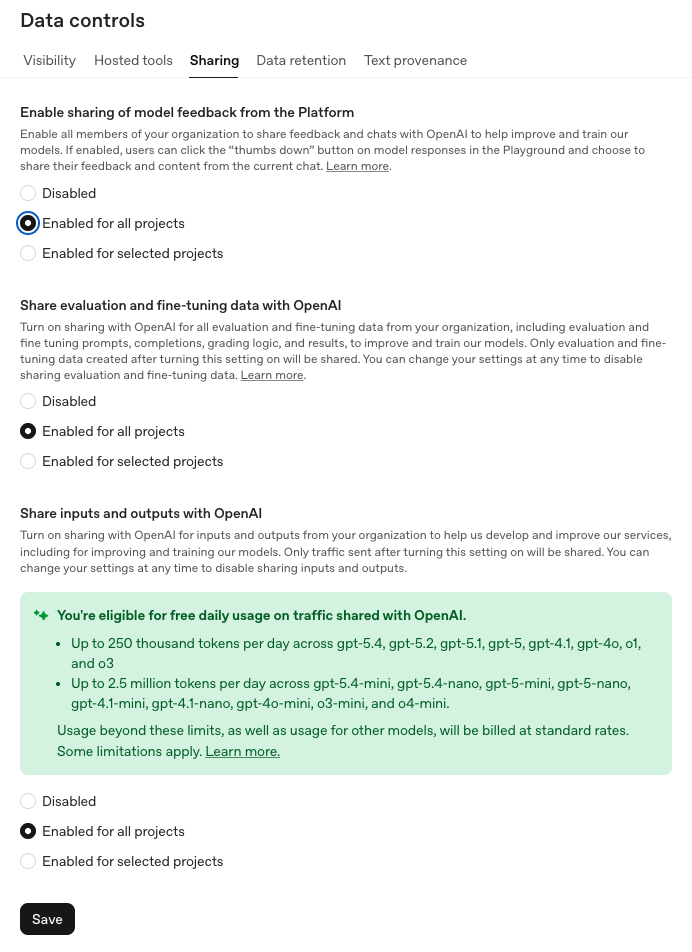 Data controls
Visibility Hosted tools Sharing Data retention Text provenance
Enable sharing of model feedback from the Platform
Enable all members of your organization to share feedback and chats with OpenAI to help improve and train our
models. If enabled, users can click the “thumbs down” button on model responses in the Playground and choose to
share their feedback and content from the current chat. Learn more.
Disabled
Enabled for all projects
Enabled for selected projects
Share evaluation and fine-tuning data with OpenAI
Turn on sharing with OpenAI for all evaluation and fine-tuning data from your organization, including evaluation and
fine tuning prompts, completions, grading logic, and results, to improve and train our models. Only evaluation and fine-
tuning data created after turning this setting on will be shared. You can change your settings at any time to disable
sharing evaluation and fine-tuning data. Learn more.
Disabled
Enabled for all projects
Enabled for selected projects
Share inputs and outputs with OpenAI
Turn on sharing with OpenAI for inputs and outputs from your organization to help us develop and improve our services,
including for improving and training our models. Only traffic sent after turning this setting on will be shared. You can
change your settings at any time to disable sharing inputs and outputs.
You're eligible for free daily usage on traffic shared with OpenAI.
• Up to 250 thousand tokens per day across gpt-5.4, gpt-5.2, gpt-5.1, gpt-5, gpt-4.1, gpt-4o, o1,
and o3
• Up to 2.5 million tokens per day across gpt-5.4-mini, gpt-5.4-nano, gpt-5-mini, gpt-5-nano,
gpt-4.1-mini, gpt-4.1-nano, gpt-4o-mini, o3-mini, and o4-mini.
Usage beyond these limits, as well as usage for other models, will be billed at standard rates.
Some limitations apply. Learn more.
Disabled
Enabled for all projects
Enabled for selected projects
Save